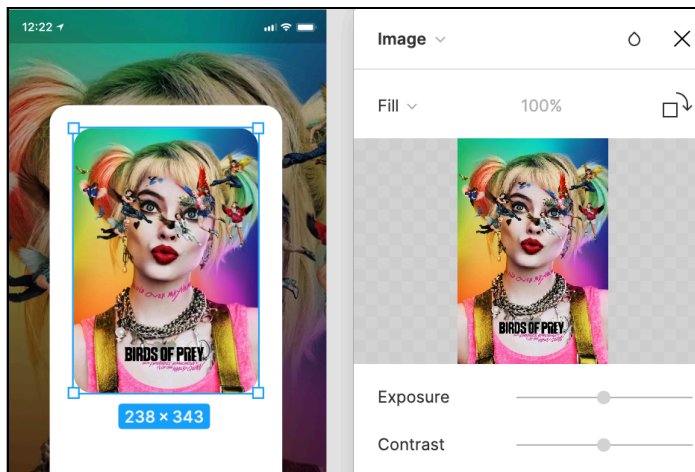 12:22
BIRDS OF PREY
238 × 343
Image
Fill
100%
BIRDS OF PREY
Exposure
Contrast